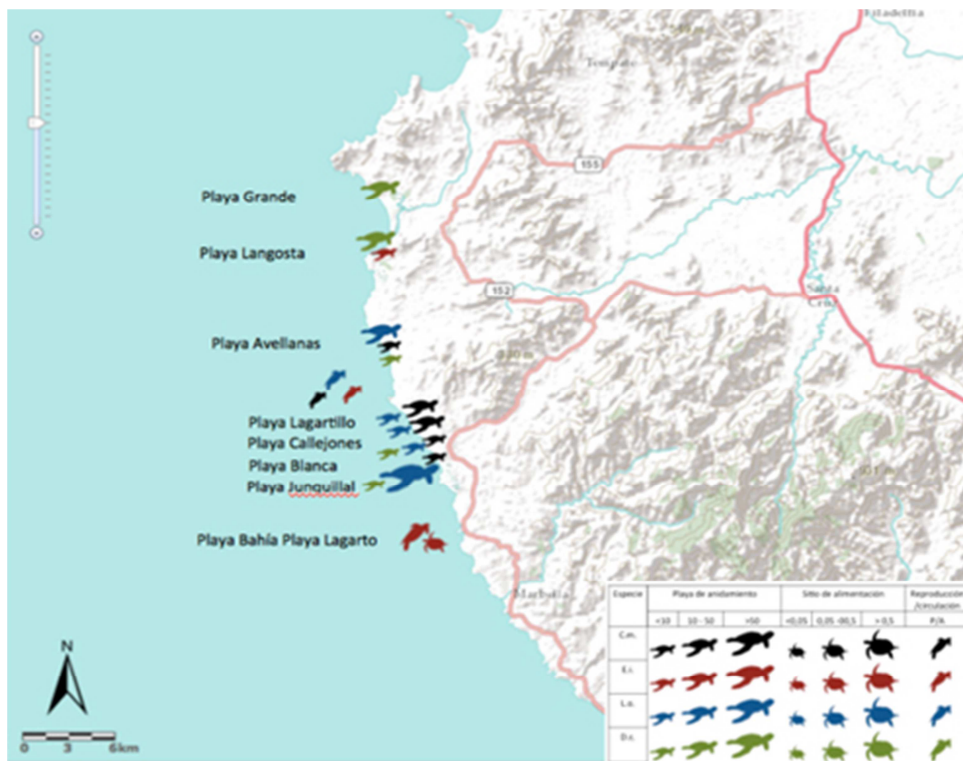 Tempate
155
Playa Grande
Playa Langosta
152
Santa
Cruz
Playa Avellanas
Playa Lagartillo
Playa Callejones
Playa Blanca
Playa Junquillal
Playa Bahía Playa Lagarto
Marbella
N
0 3 6km
Especie Playa de anidamiento Sitio de alimentación Reproducción
/circulación
<10 10 - 50 >50 <0,05 0,05 -00,5 > 0,5 P/A
C.m.
E.i.
L.o.
D.c.